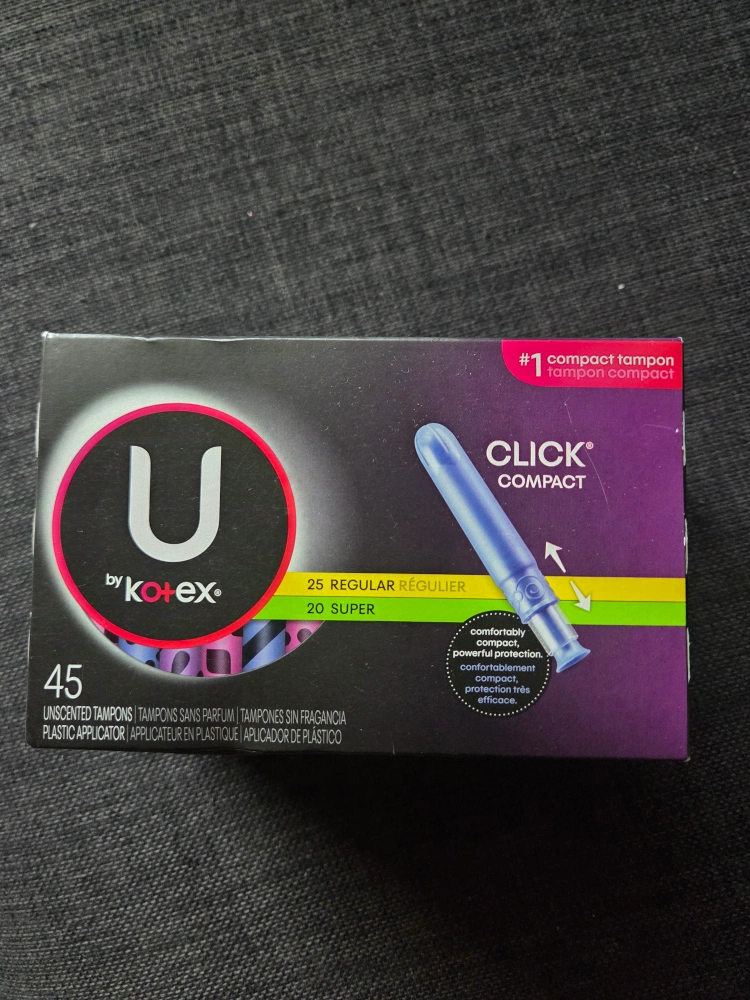 #1 compact tampon
tampon compact
CLICK®
COMPACT
U
by kotex®
25 REGULAR RÉGULIER
20 SUPER
comfortably
compact,
powerful protection.
confortablement
compact,
protection très
efficace.
45
UNSCENTED TAMPONS | TAMPONS SANS PARFUM | TAMPONES SIN FRAGANCIA
PLASTIC APPLICATOR | APPLICATEUR EN PLASTIQUE | APLICADOR DE PLÁSTICO